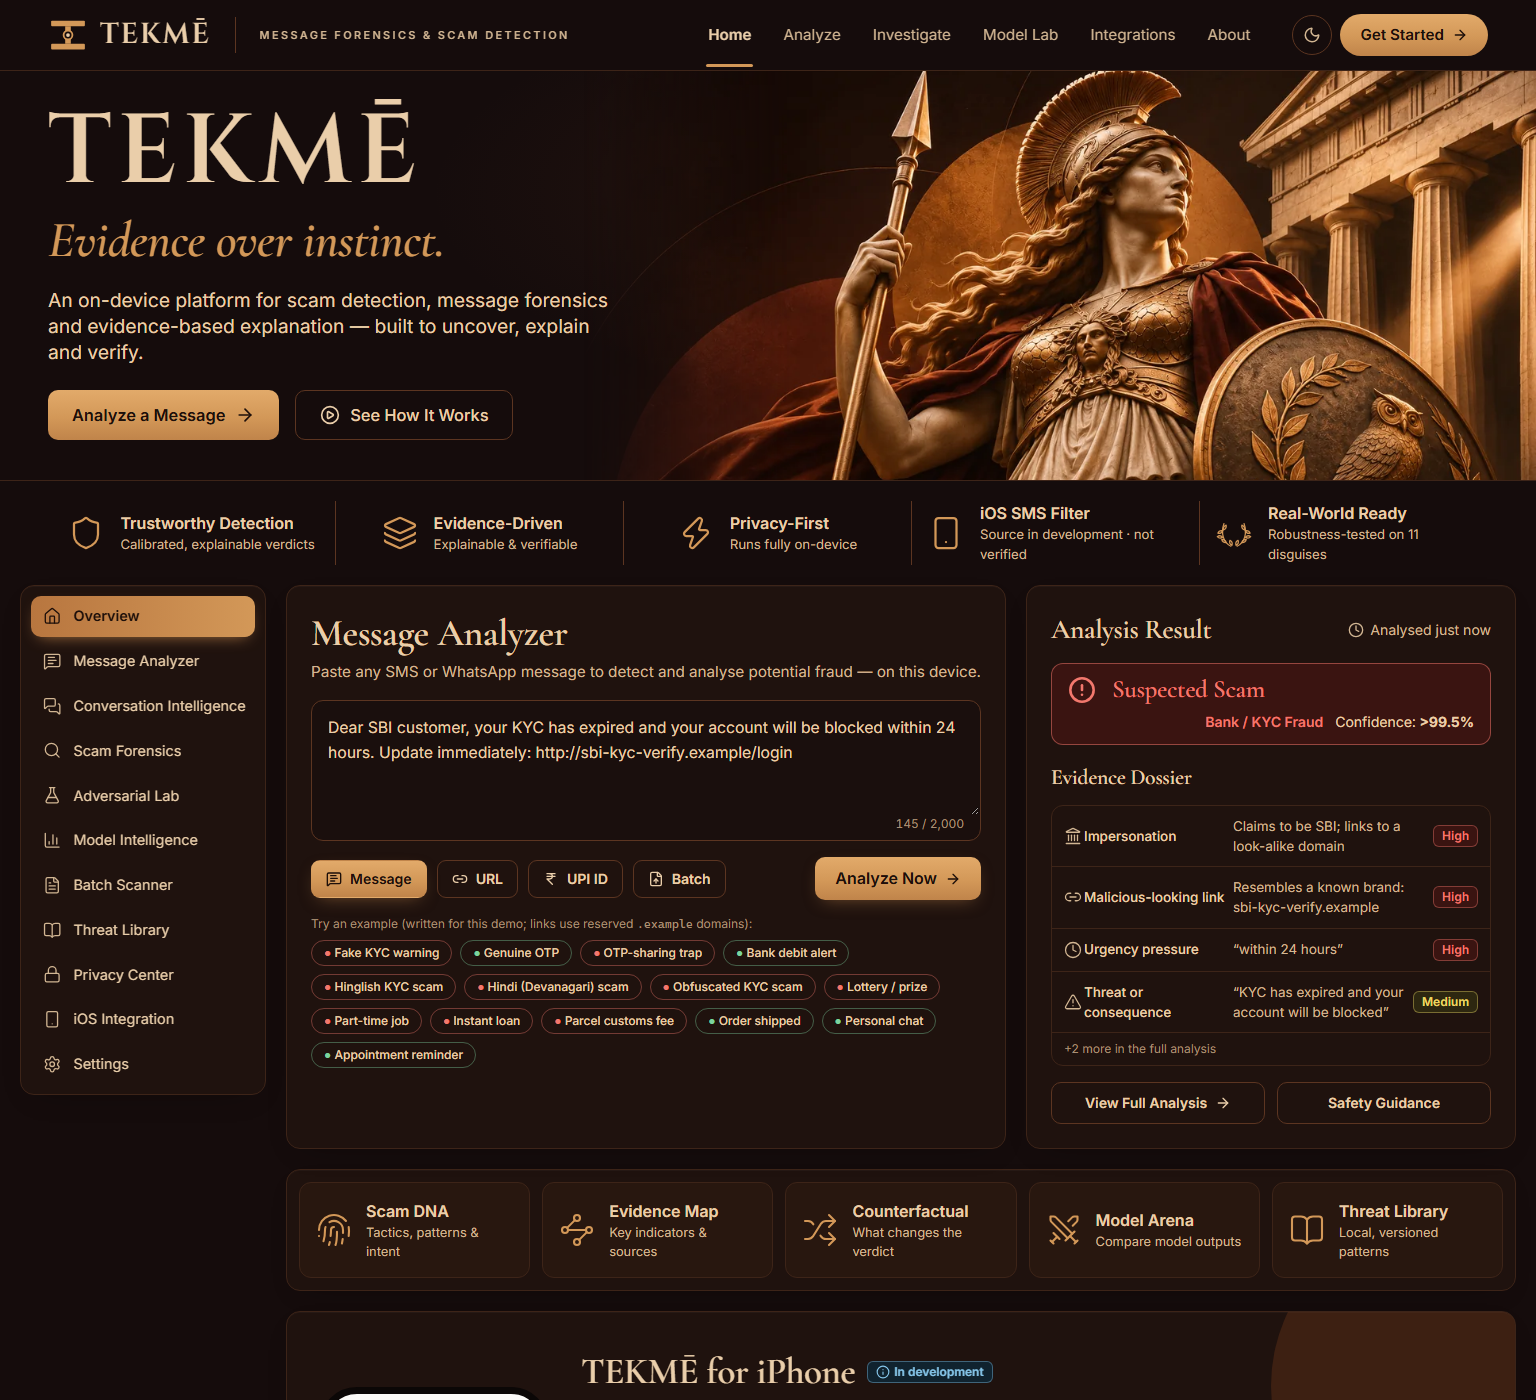 TEKMĒ
MESSAGE FORENSICS & SCAM DETECTION
Home
Analyze
Investigate
Model Lab
Integrations
About
Get Started
TEKMĒ
Evidence over instinct.
An on-device platform for scam detection, message forensics
and evidence-based explanation — built to uncover, explain
and verify.
Analyze a Message
See How It Works
Trustworthy Detection
Calibrated, explainable verdicts
Evidence-Driven
Explainable & verifiable
Privacy-First
Runs fully on-device
iOS SMS Filter
Source in development · not
verified
Real-World Ready
Robustness-tested on 11
disguises
Overview
Message Analyzer
Conversation Intelligence
Scam Forensics
Adversarial Lab
Model Intelligence
Batch Scanner
Threat Library
Privacy Center
iOS Integration
Settings
Message Analyzer
Paste any SMS or WhatsApp message to detect and analyse potential fraud — on this device.
Dear SBI customer, your KYC has expired and your account will be blocked within 24
hours. Update immediately: http://sbi-kyc-verify.example/login
145 / 2,000
Message
URL
₹ UPI ID
Batch
Analyze Now
Try an example (written for this demo; links use reserved .example domains):
Fake KYC warning
Genuine OTP
OTP-sharing trap
Bank debit alert
Hinglish KYC scam
Hindi (Devanagari) scam
Obfuscated KYC scam
Lottery / prize
Part-time job
Instant loan
Parcel customs fee
Order shipped
Personal chat
Appointment reminder
Analysis Result
Analysed just now
Suspected Scam
Bank / KYC Fraud Confidence: >99.5%
Evidence Dossier
Impersonation
Claims to be SBI; links to a
look-alike domain
High
Malicious-looking link
Resembles a known brand:
sbi-kyc-verify.example
High
Urgency pressure
“within 24 hours”
High
Threat or
consequence
“KYC has expired and your
account will be blocked”
Medium
+2 more in the full analysis
View Full Analysis
Safety Guidance
Scam DNA
Tactics, patterns &
intent
Evidence Map
Key indicators &
sources
Counterfactual
What changes the
verdict
Model Arena
Compare model outputs
Threat Library
Local, versioned
patterns
TEKMĒ for iPhone
In development